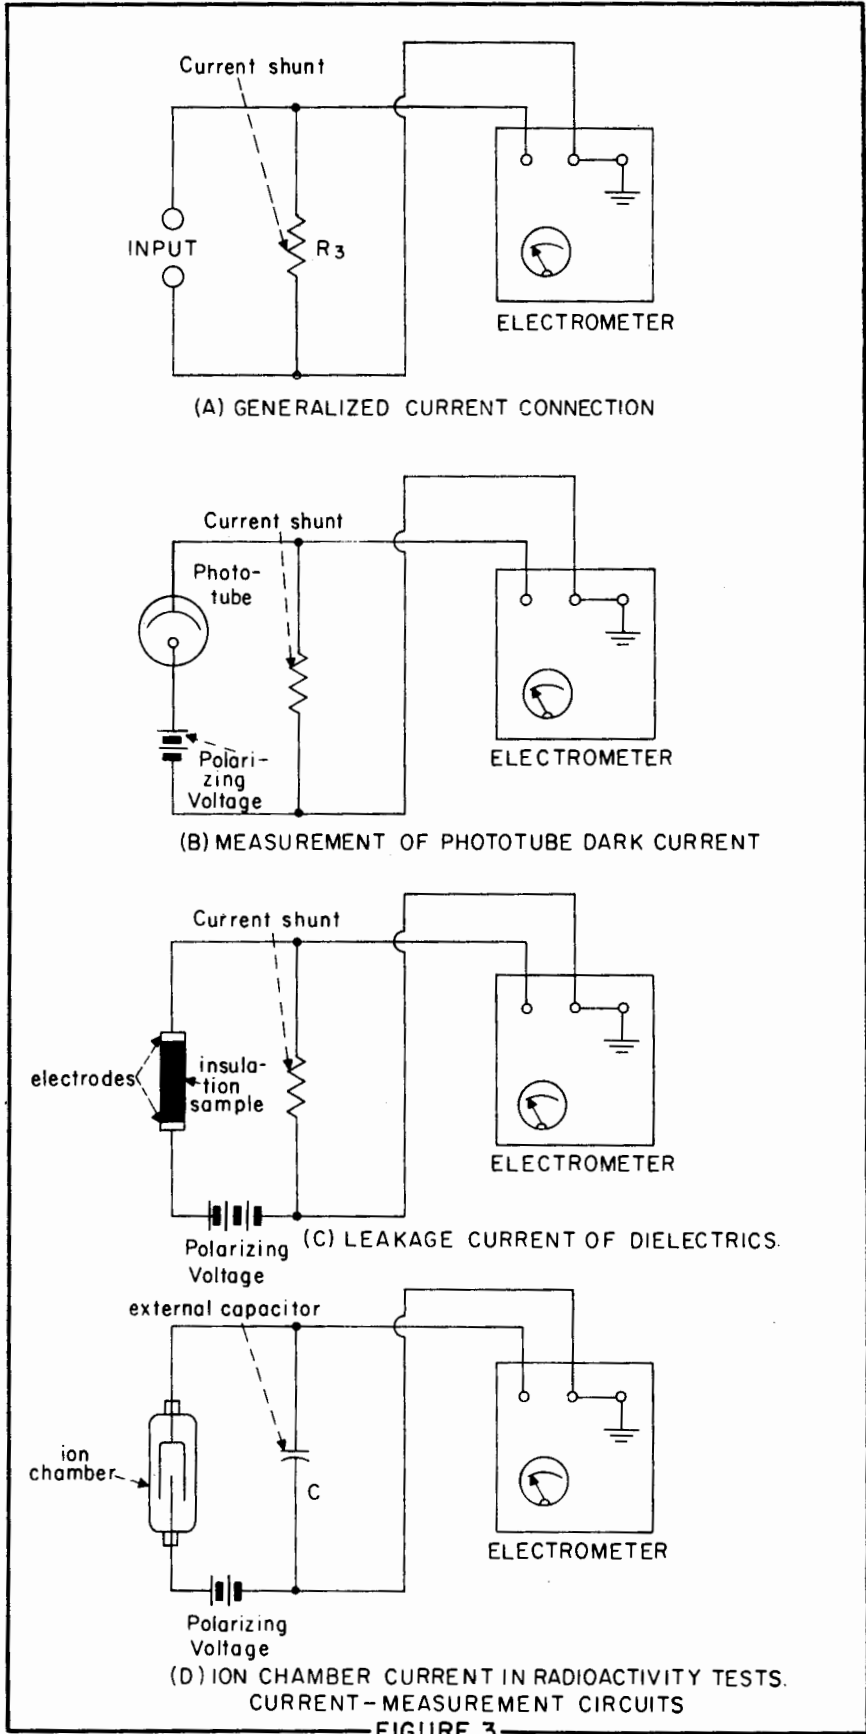 Current shunt
INPUT
R3
ELECTROMETER
(A) GENERALIZED CURRENT CONNECTION
Current shunt
Photo-
tube
Polari-
zing
Voltage
ELECTROMETER
(B) MEASUREMENT OF PHOTOTUBE DARK CURRENT
Current shunt
electrodes
insula-
tion
sample
ELECTROMETER
Polarizing
Voltage
(C) LEAKAGE CURRENT OF DIELECTRICS.
external capacitor
ion
chamber
C
ELECTROMETER
Polarizing
Voltage
(D) ION CHAMBER CURRENT IN RADIOACTIVITY TESTS.
CURRENT-MEASUREMENT CIRCUITS
FIGURE 3